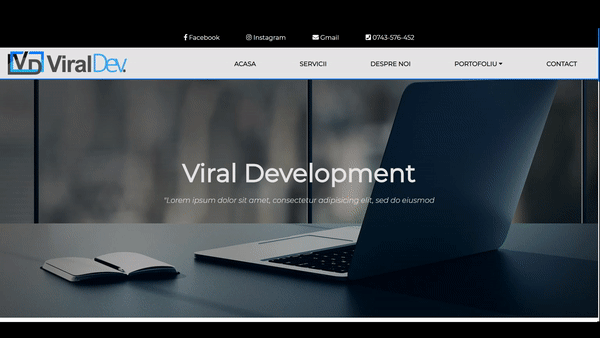 Facebook Instagram Gmail 0743-576-452
VD ViralDev. ACASA SERVICII DESPRE NOI PORTOFOLIU CONTACT
Viral Development
"Lorem ipsum dolor sit amet, consectetur adipisicing elit, sed do eiusmod